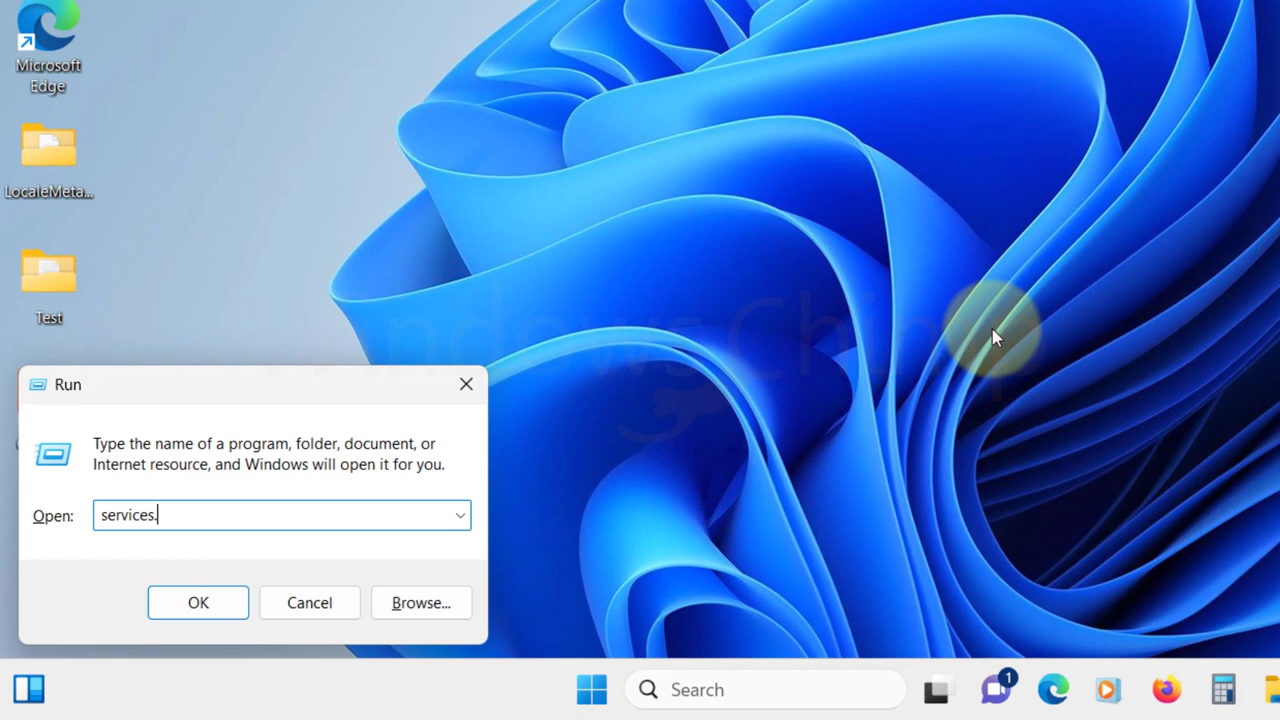 Microsoft
Edge
LocaleMeta...
Test
Run
Type the name of a program, folder, document, or
Internet resource, and Windows will open it for you.
Open:
services.
OK
Cancel
Browse...
Search
1